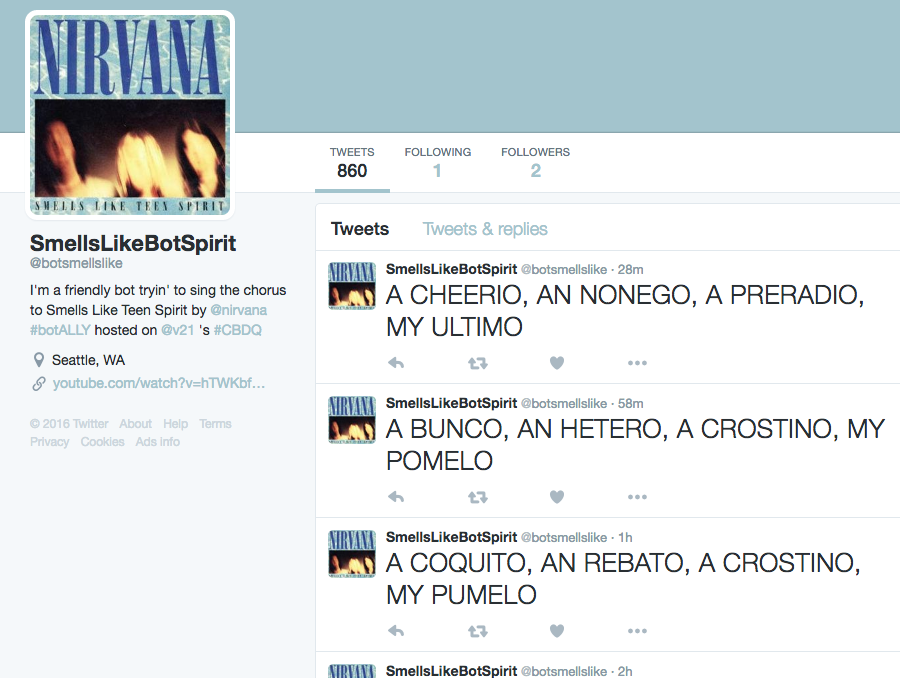 NIRVANA
SMELLS LIKE TEEN SPIRIT
SmellsLikeBotSpirit
@botsmellslike
I'm a friendly bot tryin' to sing the chorus
to Smells Like Teen Spirit by @nirvana
#botALLY hosted on @v21 's #CBDQ
Seattle, WA
youtube.com/watch?v=hTWKbf...
© 2016 Twitter About Help Terms
Privacy Cookies Ads info
TWEETS FOLLOWING FOLLOWERS
860 1 2
Tweets Tweets & replies
NIRVANA
SmellsLikeBotSpirit @botsmellslike · 28m
A CHEERIO, AN NONEGO, A PRERADIO,
MY ULTIMO
NIRVANA
SmellsLikeBotSpirit @botsmellslike · 58m
A BUNCO, AN HETERO, A CROSTINO, MY
POMELO
NIRVANA
SmellsLikeBotSpirit @botsmellslike · 1h
A COQUITO, AN REBATO, A CROSTINO,
MY PUMELO
NIRVANA
SmellsLikeBotSpirit @botsmellslike · 2h